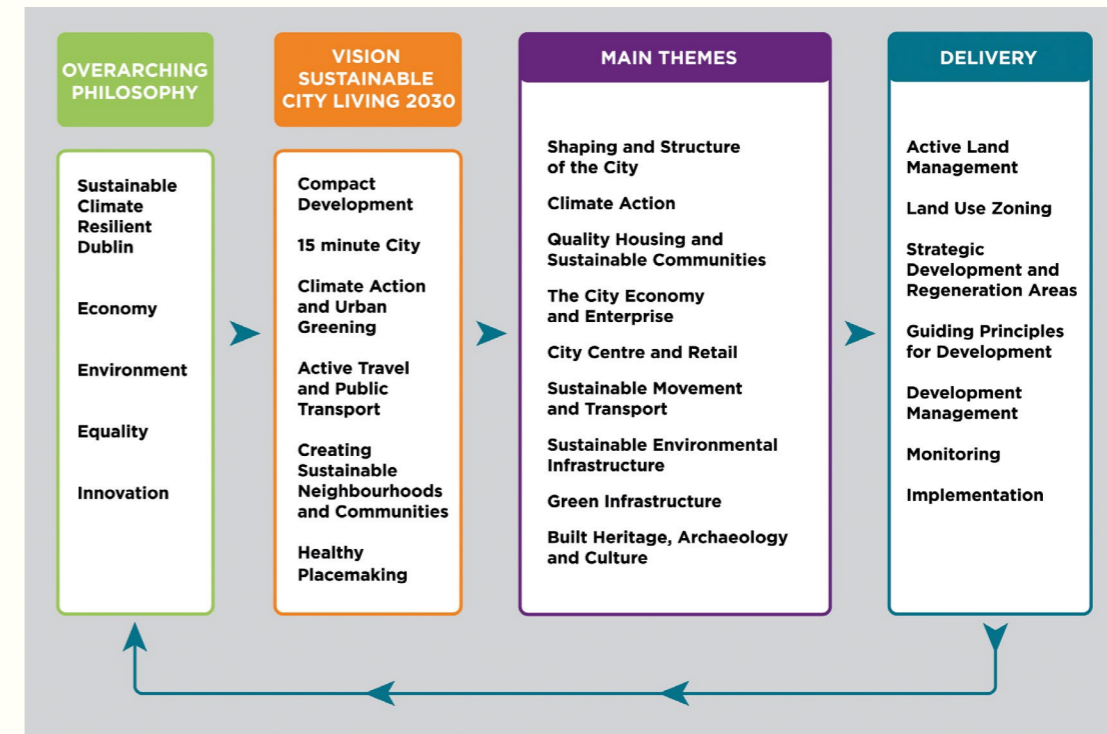 OVERARCHING
PHILOSOPHY
Sustainable
Climate
Resilient
Dublin
Economy
Environment
Equality
Innovation
VISION
SUSTAINABLE
CITY LIVING 2030
Compact
Development
15 minute City
Climate Action
and Urban
Greening
Active Travel
and Public
Transport
Creating
Sustainable
Neighbourhoods
and Communities
Healthy
Placemaking
MAIN THEMES
Shaping and Structure
of the City
Climate Action
Quality Housing and
Sustainable Communities
The City Economy
and Enterprise
City Centre and Retail
Sustainable Movement
and Transport
Sustainable Environmental
Infrastructure
Green Infrastructure
Built Heritage, Archaeology
and Culture
DELIVERY
Active Land
Management
Land Use Zoning
Strategic
Development and
Regeneration Areas
Guiding Principles
for Development
Development
Management
Monitoring
Implementation